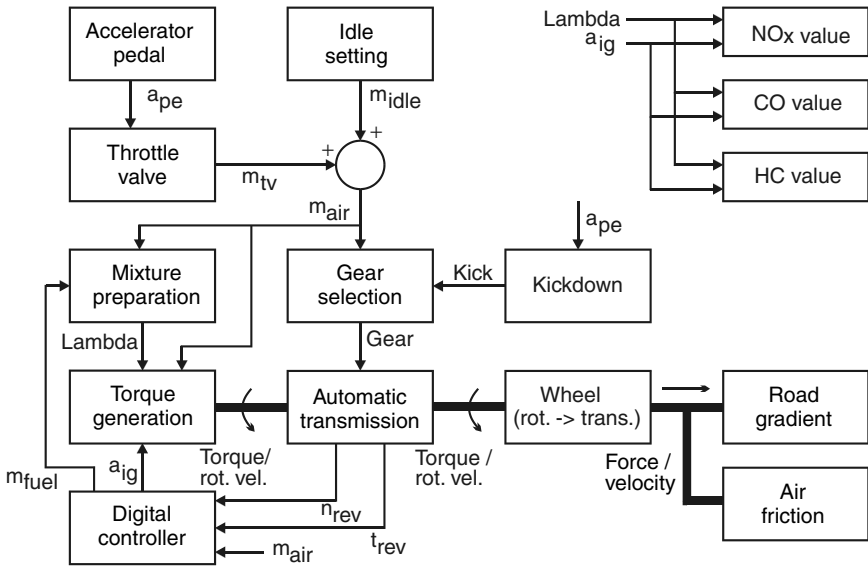 Accelerator
pedal
Idle
setting
Lambda
a_ig
NOx value
a_pe
m_idle
CO value
Throttle
valve
+
+
m_tv
HC value
m_air
a_pe
Mixture
preparation
Gear
selection
Kick
Kickdown
Lambda
Gear
Torque
generation
Automatic
transmission
Wheel
(rot. -> trans.)
Road
gradient
Torque/
rot. vel.
Torque /
rot. vel.
Force /
velocity
m_fuel
a_ig
Digital
controller
n_rev
t_rev
m_air
Air
friction